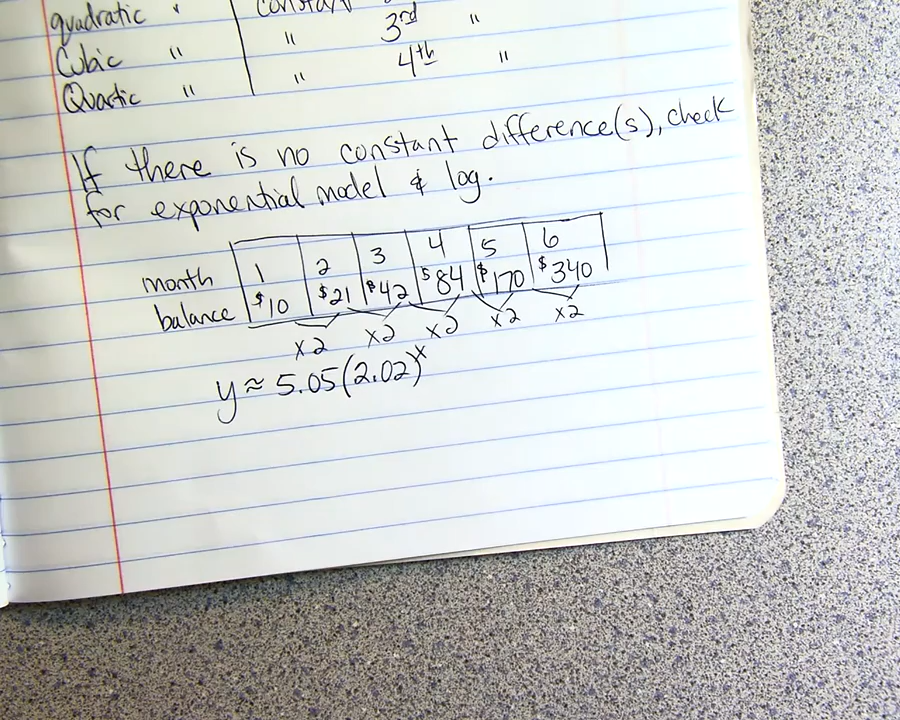 quadratic " constant
Cubic " " 3rd "
Quartic " " 4th "
If there is no constant difference(s), check
for exponential model & log.
month 1 2 3 4 5 6
balance $10 $21 $42 $84 $170 $340
x2 x2 x2 x2 x2
y ≈ 5.05(2.02)^x